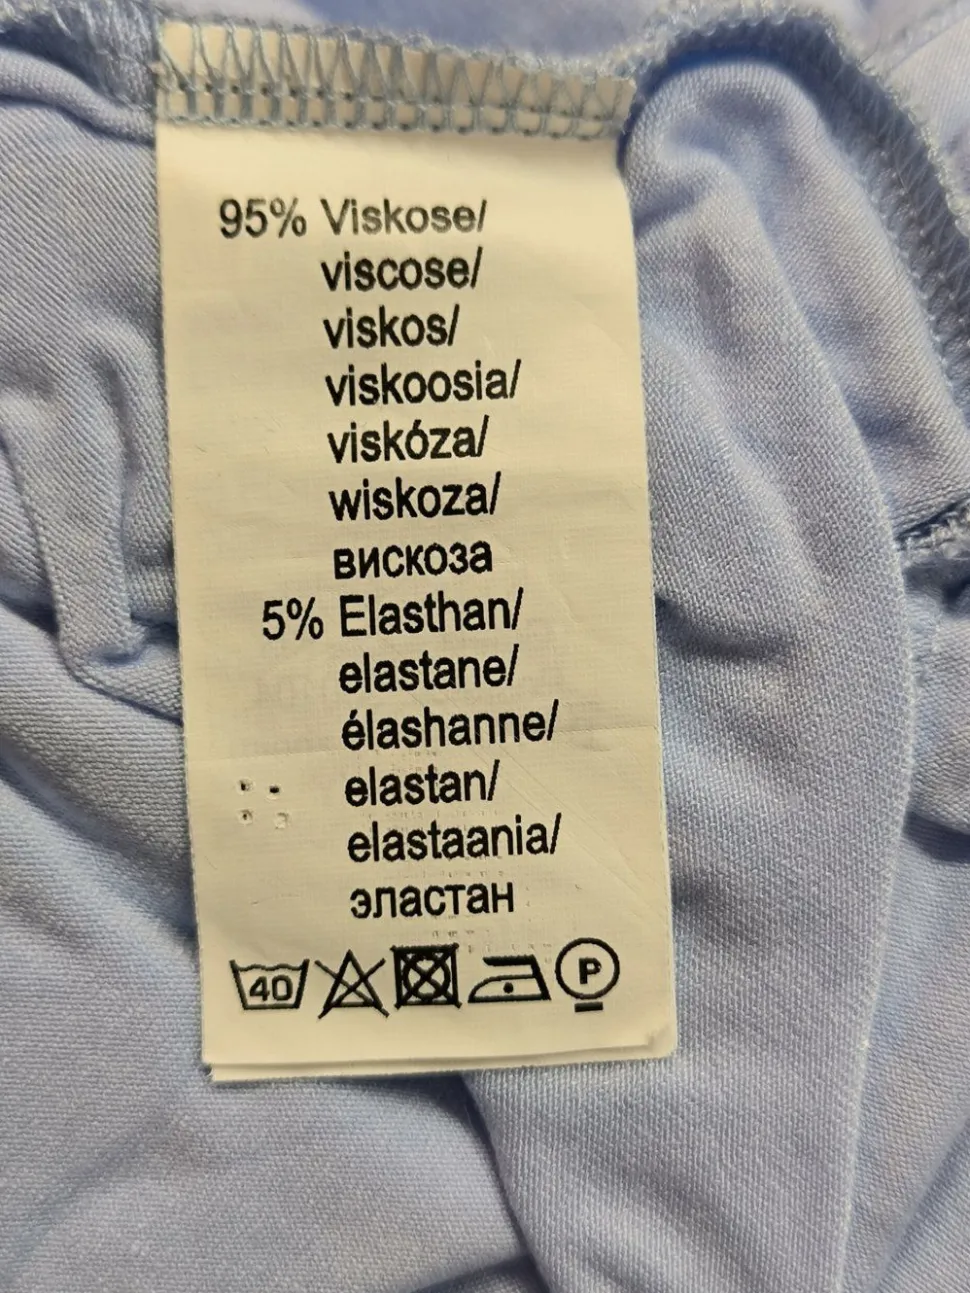 95% Viskose/
viscose/
viskos/
viskoosia/
viskóza/
wiskoza/
вискоза
5% Elasthan/
elastane/
élashanne/
elastan/
elastaania/
эластан
40 P